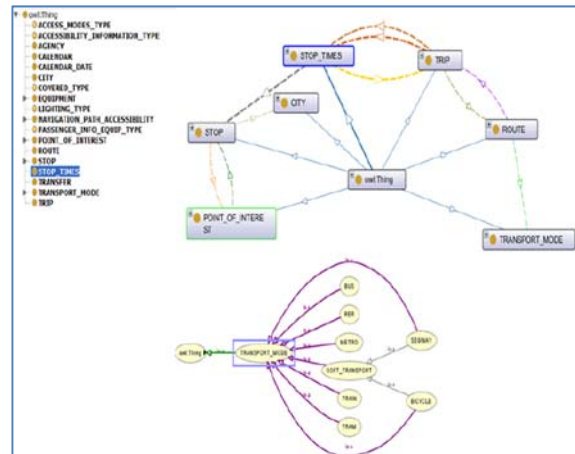 owl:Thing
ACCESS_MODES_TYPE
ACCESSIBILITY_INFORMATION_TYPE
AGENCY
CALENDAR
CALENDAR_DATE
CITY
COVERED_TYPE
EQUIPMENT
LIGHTING_TYPE
NAVIGATION_PATH_ACCESSIBILITY
PASSENGER_INFO_EQUIP_TYPE
POINT_OF_INTEREST
ROUTE
STOP
STOP_TIMES
TRANSFER
TRANSPORT_MODE
TRIP
STOP_TIMES
TRIP
CITY
STOP
ROUTE
owl:Thing
POINT_OF_INTERE
ST
TRANSPORT_MODE
BUS
RER
METRO
SEGWAY
owl:Thing
TRANSPORT_MODE
SOFT_TRANSPORT
TRAIN
BICYCLE
TRAM